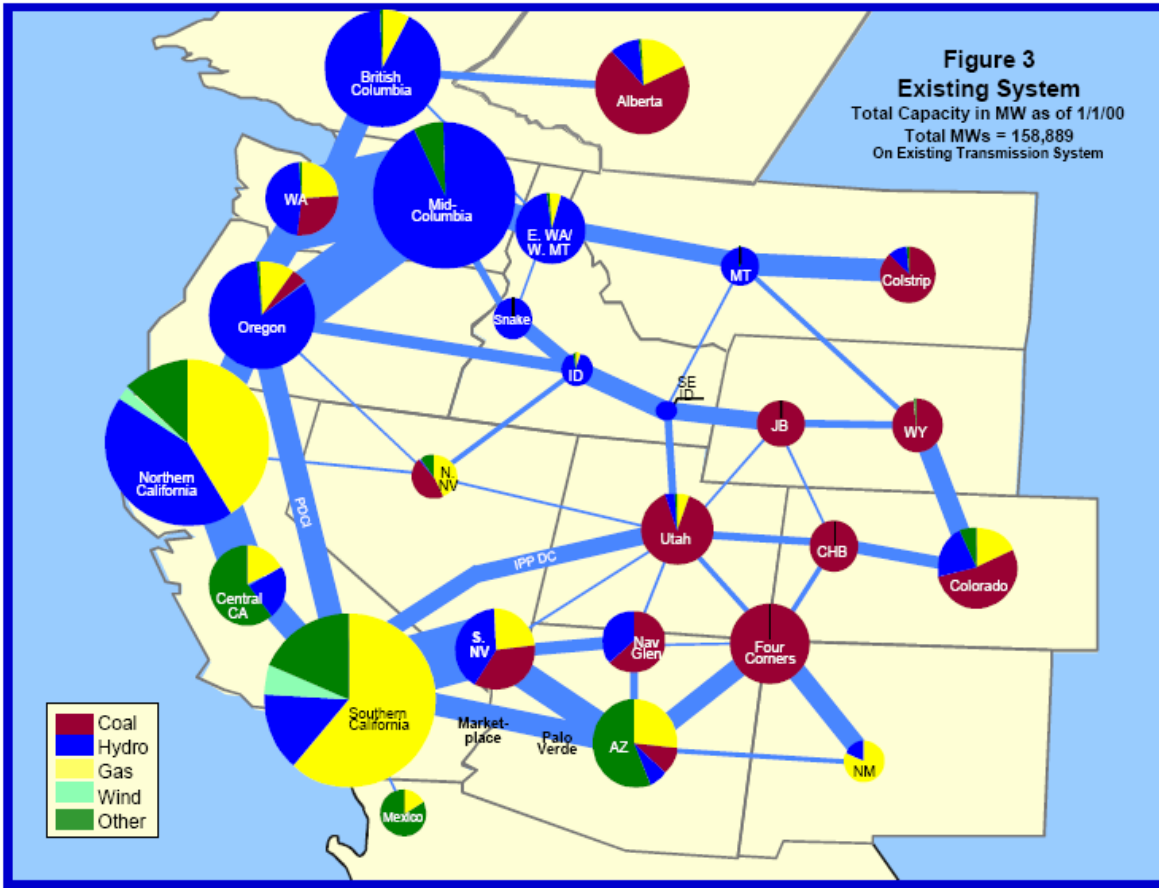 Figure 3
Existing System
Total Capacity in MW as of 1/1/00
Total MWs = 158,889
On Existing Transmission System
British
Columbia
Alberta
WA
Mid-
Columbia
E. WA/
W. MT
MT
Colstrip
Oregon
Snake
ID
SE
ID
JB
WY
Northern
California
N.
NV
PDCI
Utah
CHB
Colorado
IPP DC
Central
CA
S.
NV
Nav
Glen
Four
Corners
Southern
California
Market-
place
Palo
Verde
AZ
NM
Mexico
Coal
Hydro
Gas
Wind
Other